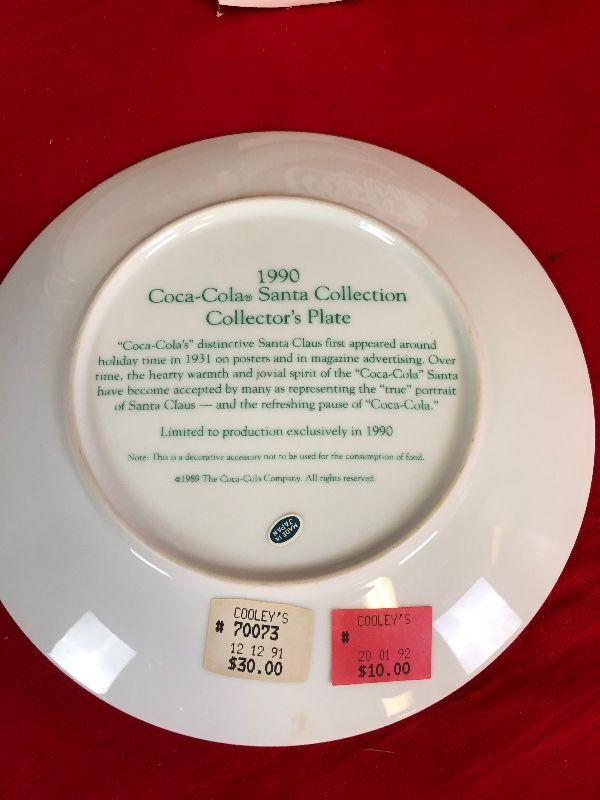 1990
Coca-Cola® Santa Collection
Collector's Plate
"Coca-Cola's" distinctive Santa Claus first appeared around
holiday time in 1931 on posters and in magazine advertising. Over
time, the hearty warmth and jovial spirit of the "Coca-Cola" Santa
have become accepted by many as representing the "true" portrait
of Santa Claus — and the refreshing pause of "Coca-Cola."
Limited to production exclusively in 1990
Note: This is a decorative accessory not to be used for the consumption of food.
©1989 The Coca-Cola Company. All rights reserved.
MADE IN
JAPAN
COOLEY'S
# 70073
12 12 91
$30.00
COOLEY'S
#
20 01 92
$10.00